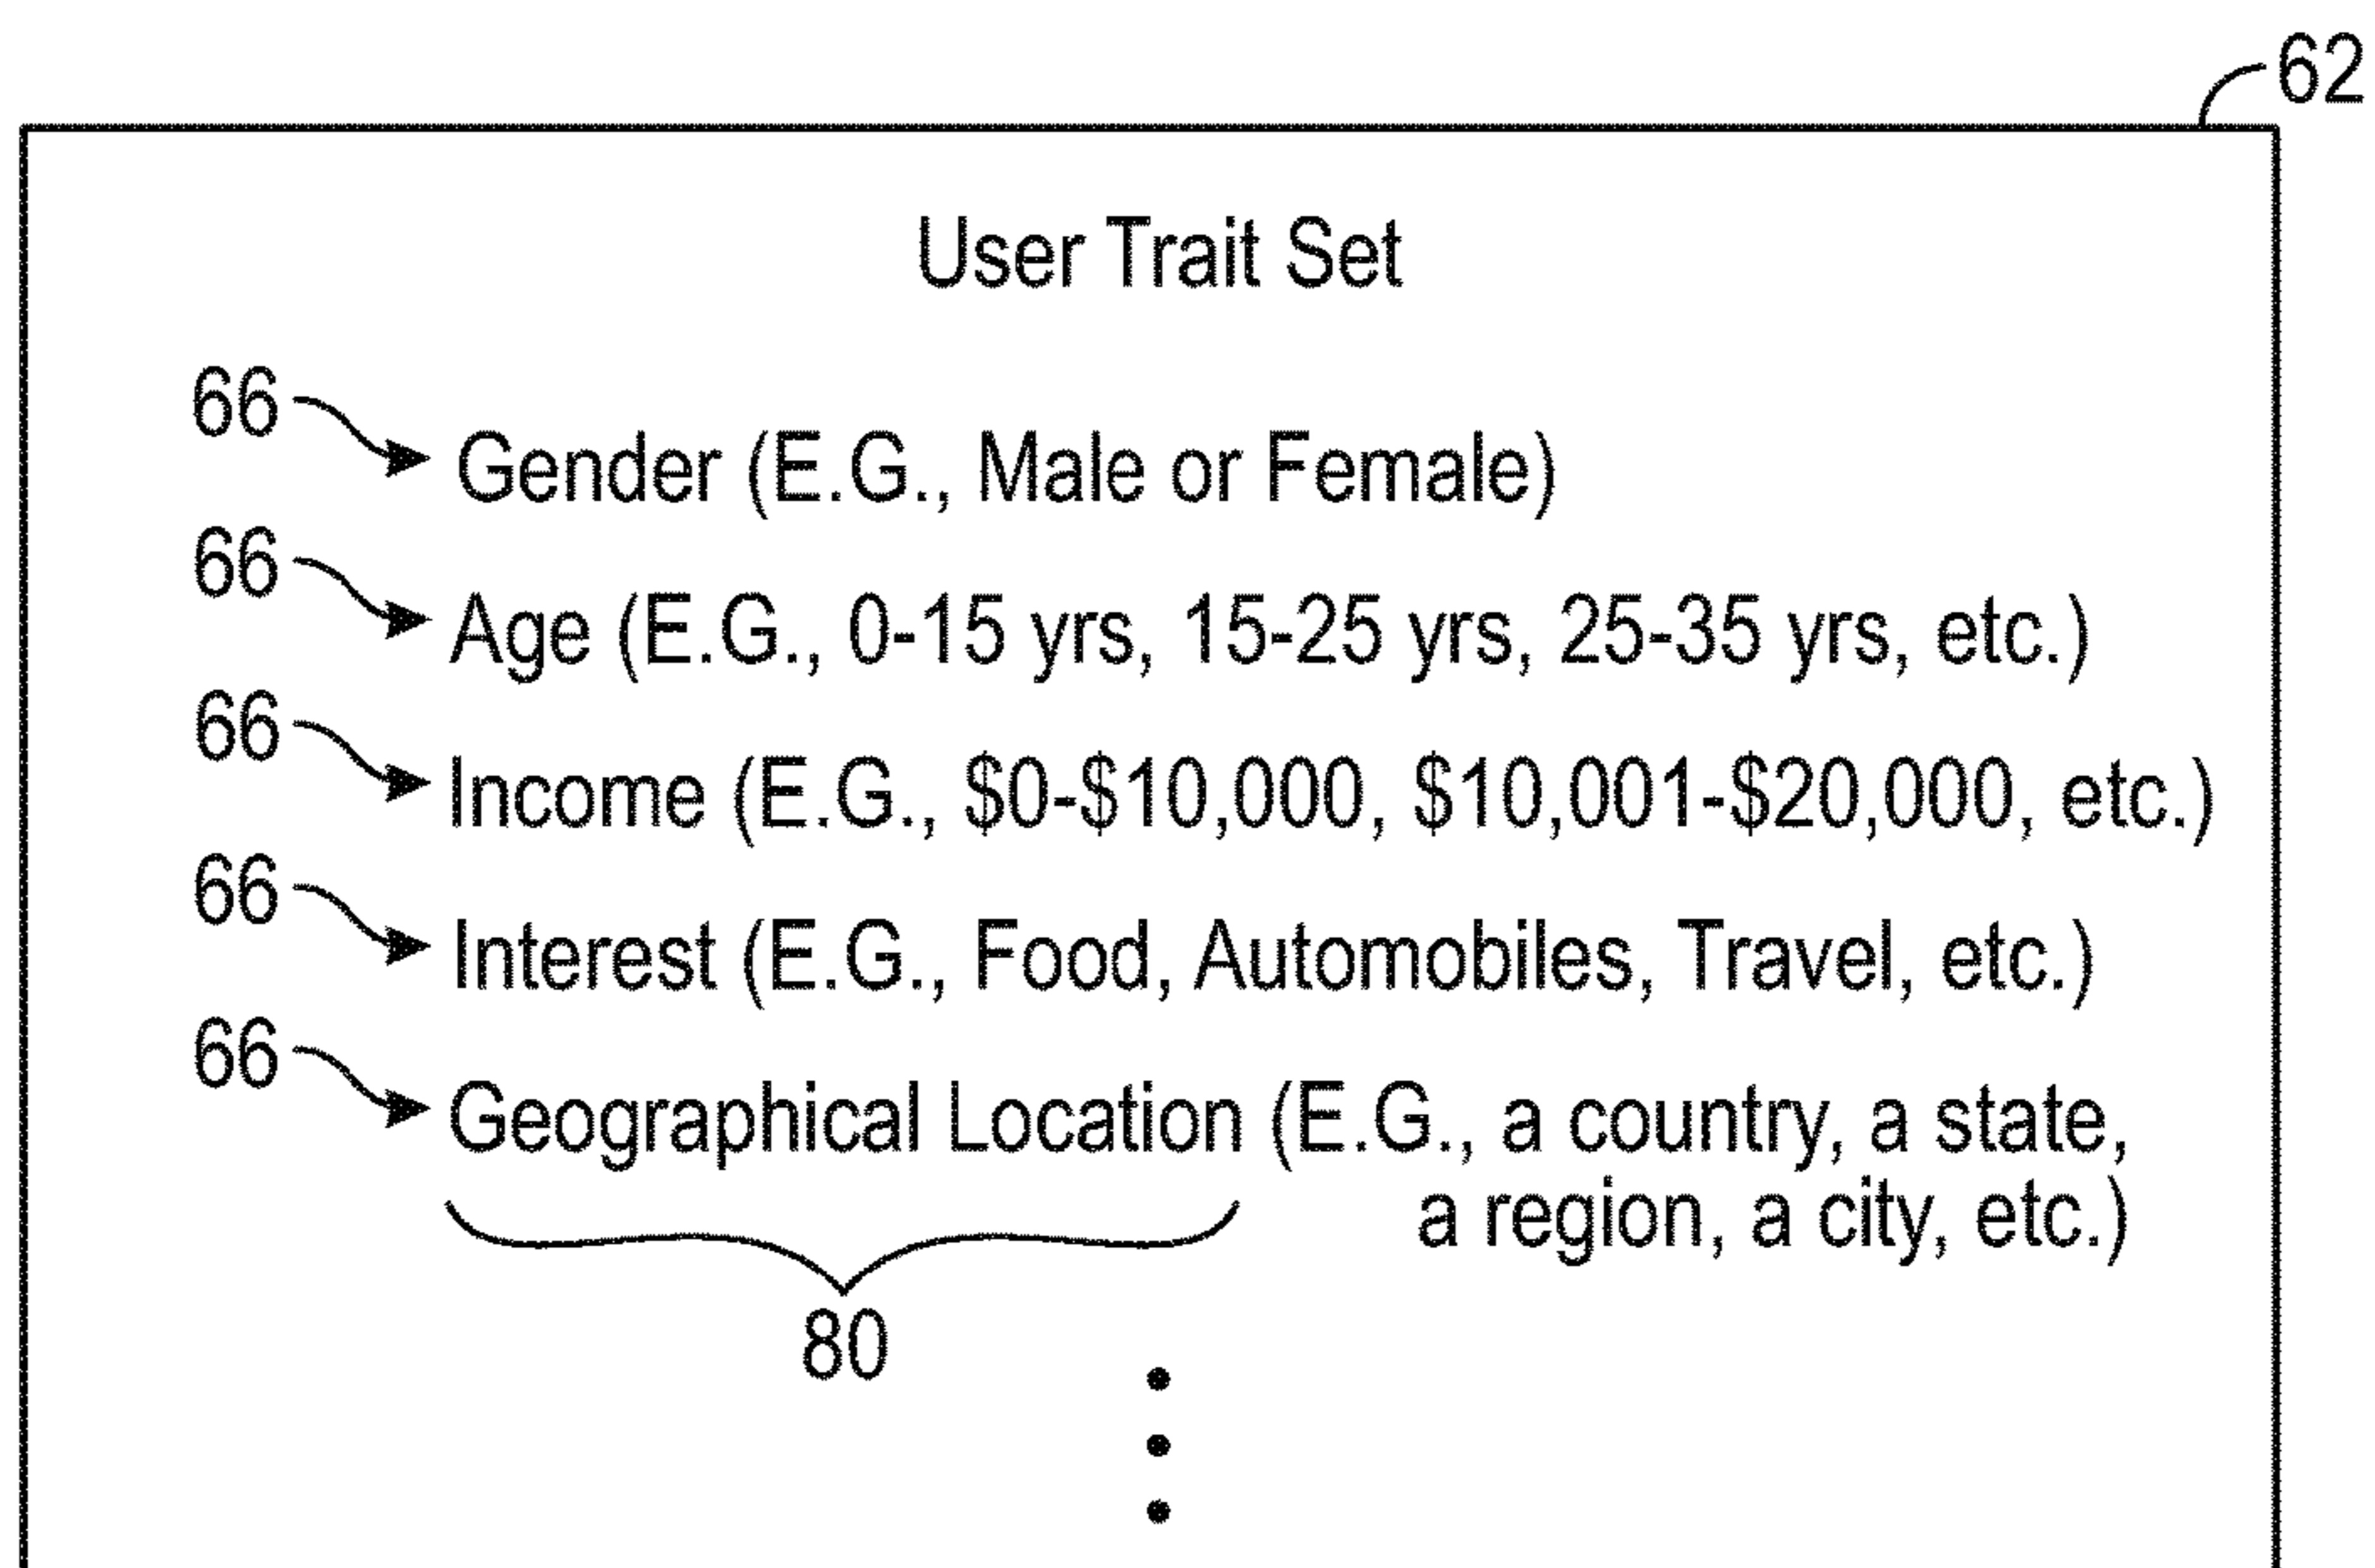 62
User Trait Set
66 Gender (E.G., Male or Female)
66 Age (E.G., 0-15 yrs, 15-25 yrs, 25-35 yrs, etc.)
66 Income (E.G., $0-$10,000, $10,001-$20,000, etc.)
66 Interest (E.G., Food, Automobiles, Travel, etc.)
66 Geographical Location (E.G., a country, a state,
a region, a city, etc.)
80